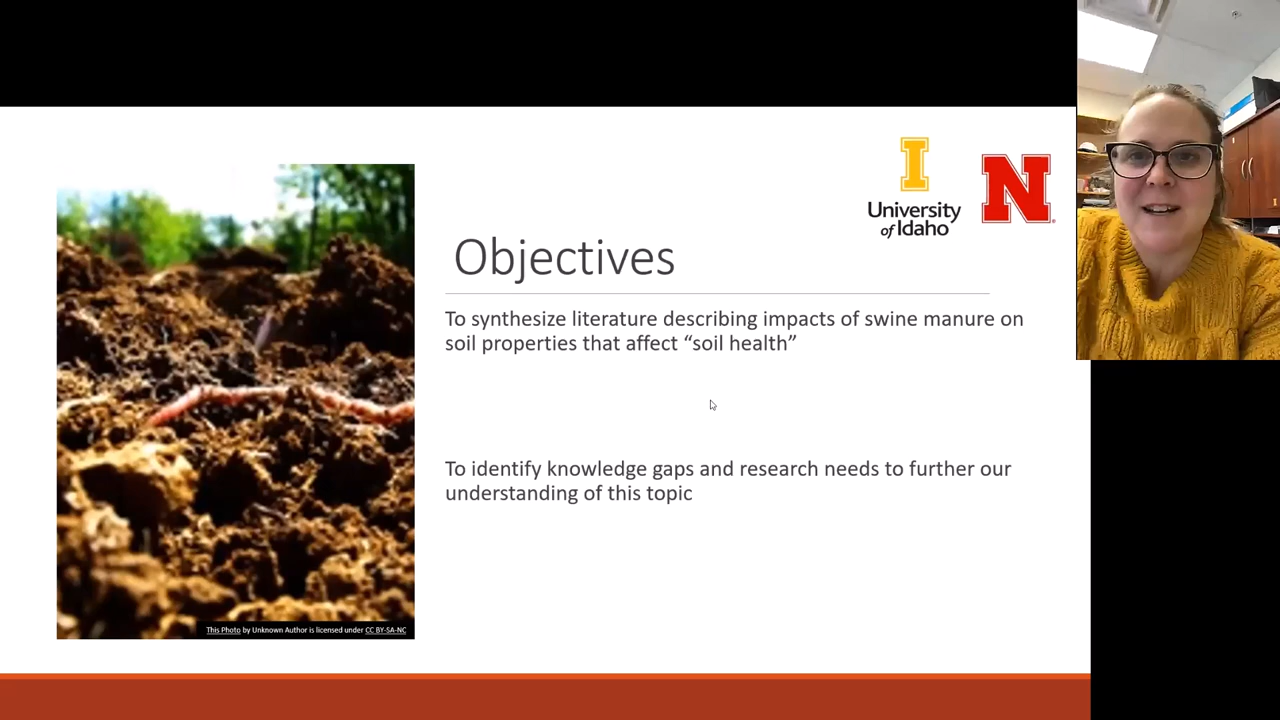 I
University
of Idaho
N
Objectives
To synthesize literature describing impacts of swine manure on
soil properties that affect “soil health”
To identify knowledge gaps and research needs to further our
understanding of this topic
This Photo by Unknown Author is licensed under CC BY-SA-NC